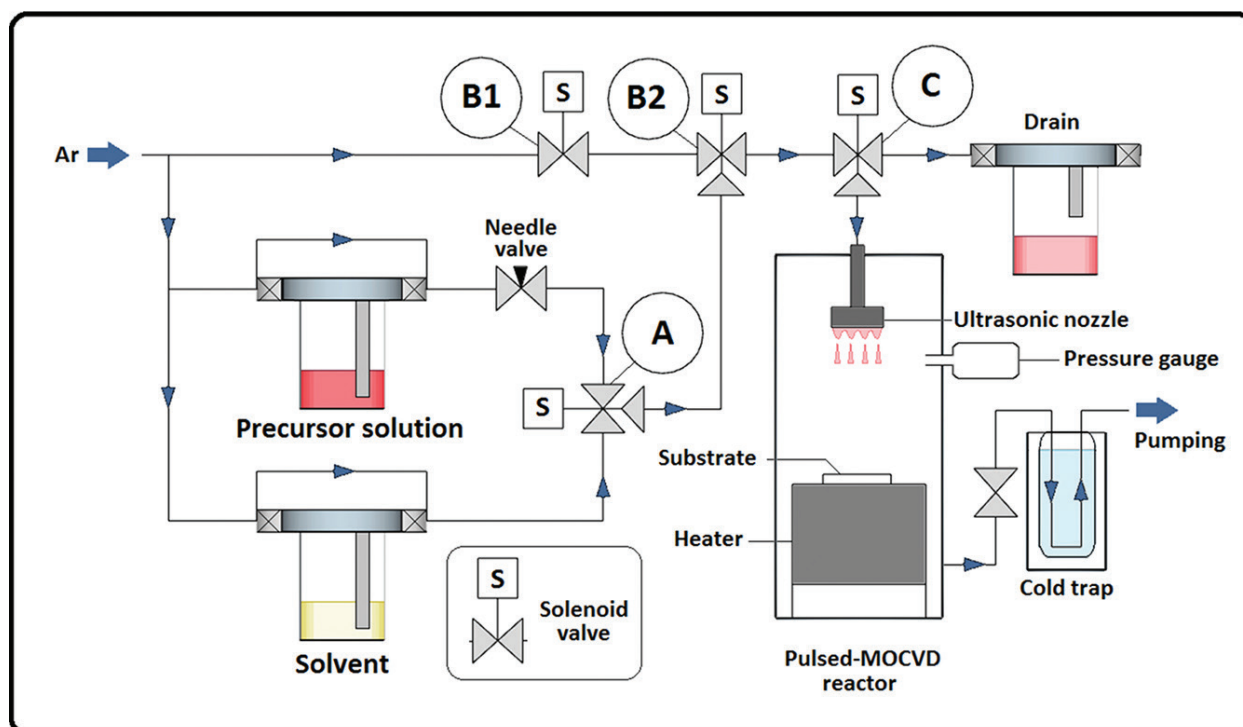 B1
S
B2
S
S
C
Drain
Ar
Needle
valve
Ultrasonic nozzle
A
Pressure gauge
S
Precursor solution
Pumping
Substrate
Heater
Cold trap
S
Solenoid
valve
Solvent
Pulsed-MOCVD
reactor